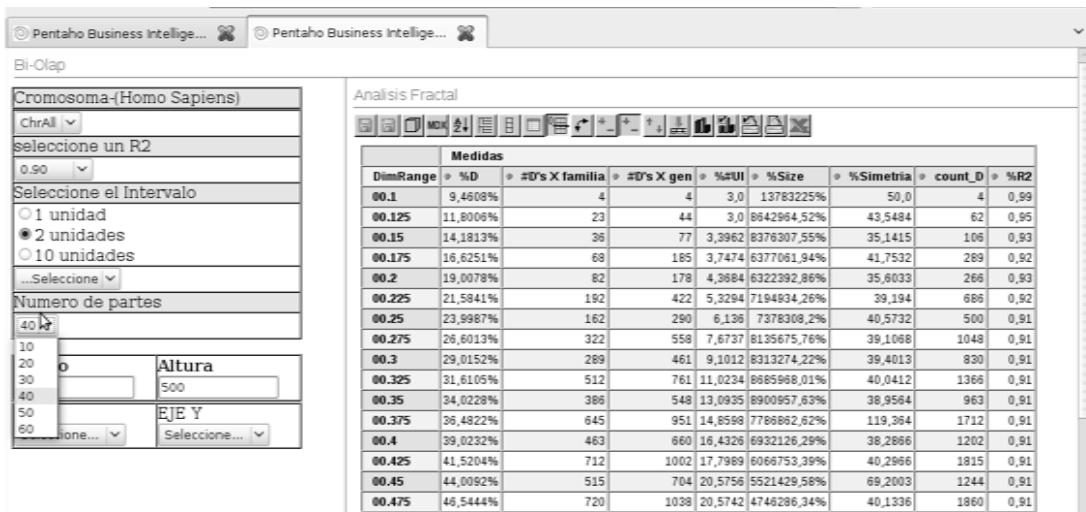 Pentaho Business Intellige...
Pentaho Business Intellige...
Bi-Olap
Cromosoma-(Homo Sapiens)
ChrAll
seleccione un R2
0.90
Seleccione el Intervalo
1 unidad
2 unidades
10 unidades
...Seleccione
Numero de partes
40
10
20
30
40
50
60
o
Altura
500
EJE Y
ione...
Seleccione...
Analisis Fractal
MDX
Medidas
DimRange %D #D's X familia #D's X gen %#UI %Size %Simetria count_D %R2
00.1 9,4608% 4 4 3,0 13783225% 50,0 4 0,99
00.125 11,8006% 23 44 3,0 8642964,52% 43,5484 62 0,95
00.15 14,1813% 36 77 3,3962 8376307,55% 35,1415 106 0,93
00.175 16,6251% 68 185 3,7474 6377061,94% 41,7532 289 0,92
00.2 19,0078% 82 178 4,3684 6322392,86% 35,6033 266 0,93
00.225 21,5841% 192 422 5,3294 7194934,26% 39,194 686 0,92
00.25 23,9987% 162 290 6,136 7378308,2% 40,5732 500 0,91
00.275 26,6013% 322 558 7,6737 8135675,76% 39,1068 1048 0,91
00.3 29,0152% 289 461 9,1012 8313274,22% 39,4013 830 0,91
00.325 31,6105% 512 761 11,0234 8685968,01% 40,0412 1366 0,91
00.35 34,0228% 386 548 13,0935 8900957,63% 38,9564 963 0,91
00.375 36,4822% 645 951 14,8598 7786862,62% 119,364 1712 0,91
00.4 39,0232% 463 660 16,4326 6932126,29% 38,2866 1202 0,91
00.425 41,5204% 712 1002 17,7989 6066753,39% 40,2966 1815 0,91
00.45 44,0092% 515 704 20,5756 5521429,58% 69,2003 1244 0,91
00.475 46,5444% 720 1038 20,5742 4746286,34% 40,1336 1860 0,91